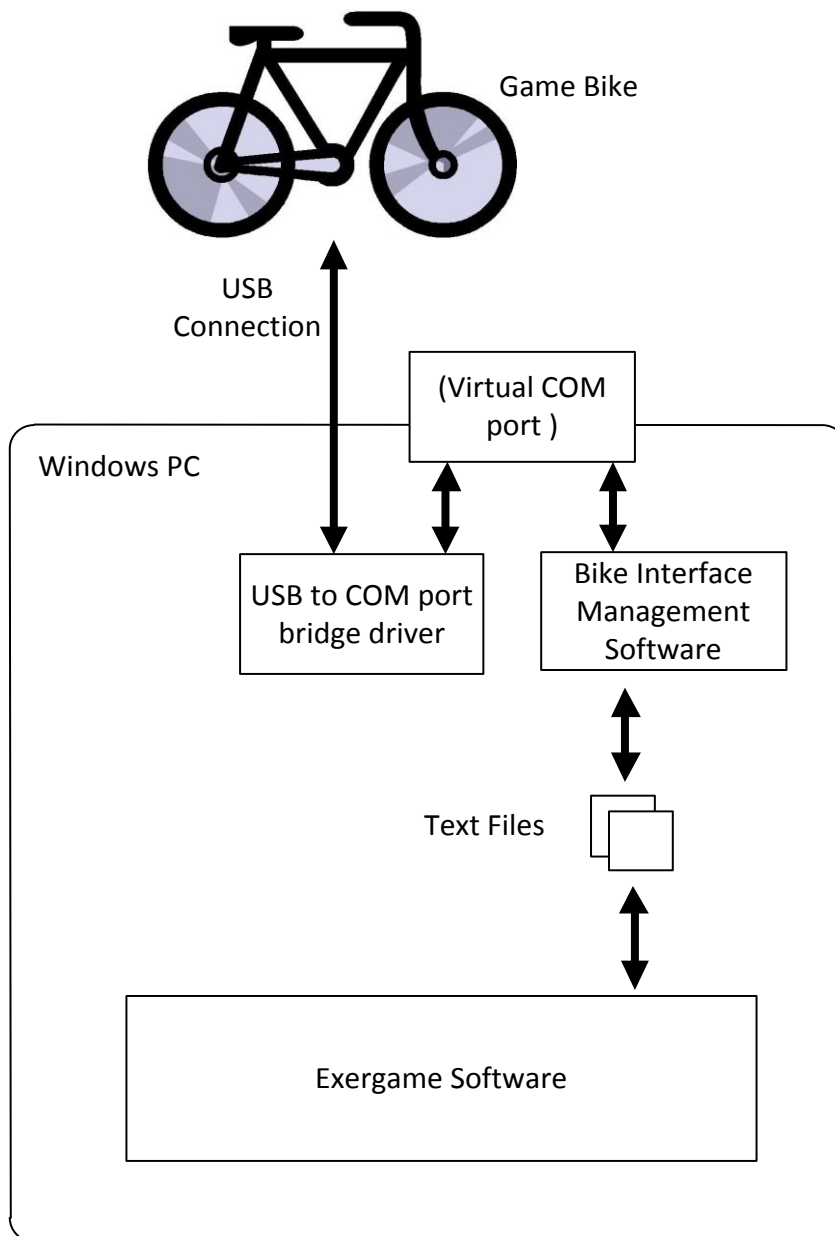 Game Bike
USB
Connection
(Virtual COM
port )
Windows PC
USB to COM port
bridge driver
Bike Interface
Management
Software
Text Files
Exergame Software